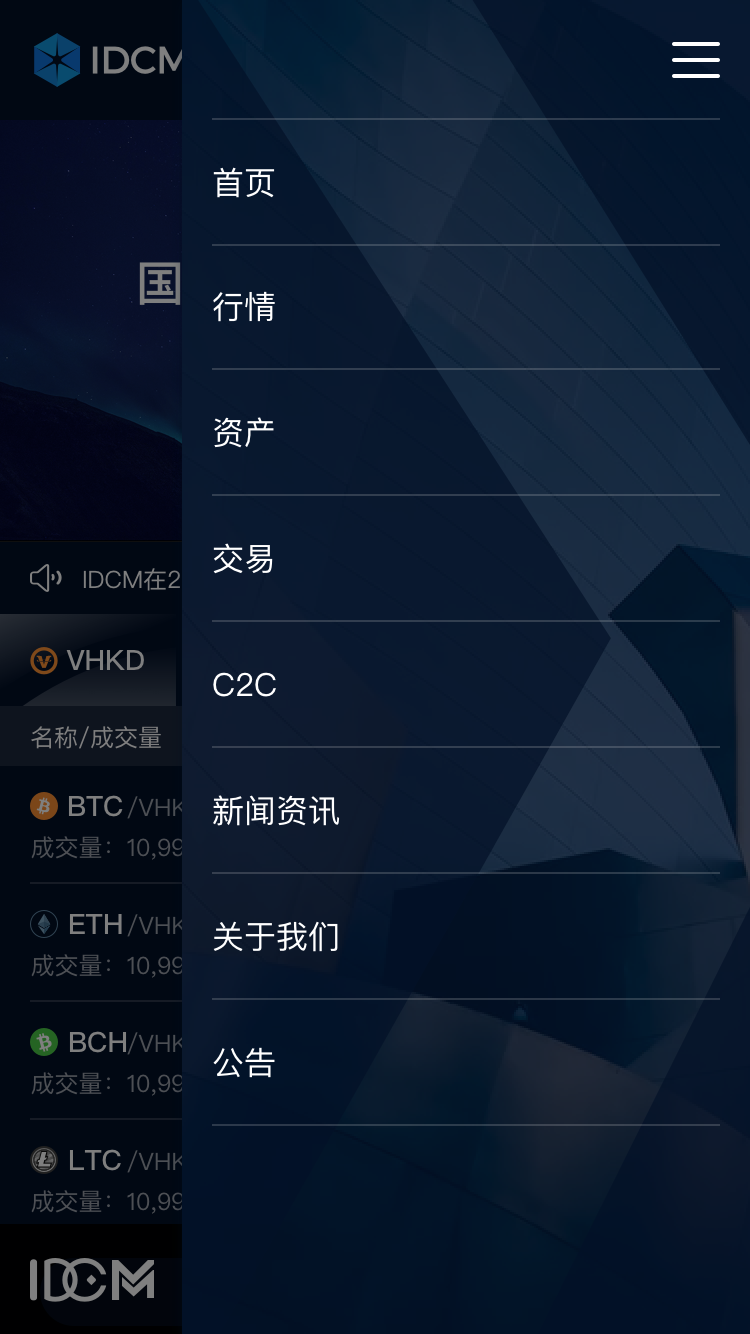 IDCM
首页
行情
国
资产
交易
IDCM在2
VHKD
C2C
名称/成交量
新闻资讯
BTC/VHK
成交量：10,99
关于我们
ETH/VHK
成交量：10,99
公告
BCH/VHK
成交量：10,99
LTC/VHK
成交量：10,99
IDCM